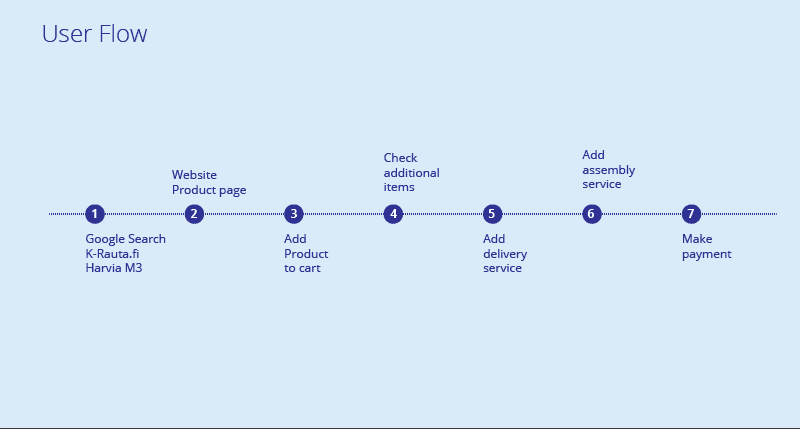 User Flow
Check
additional
items
Add
assembly
service
Website
Product page
1
2
3
4
5
6
7
Google Search
K-Rauta.fi
Harvia M3
Add
Product
to cart
Add
delivery
service
Make
payment